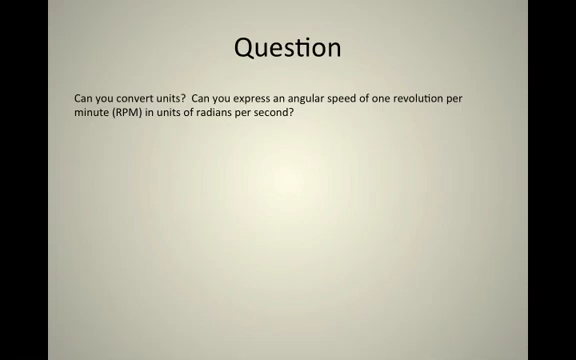 Question
Can you convert units?  Can you express an angular speed of one revolution per
minute (RPM) in units of radians per second?